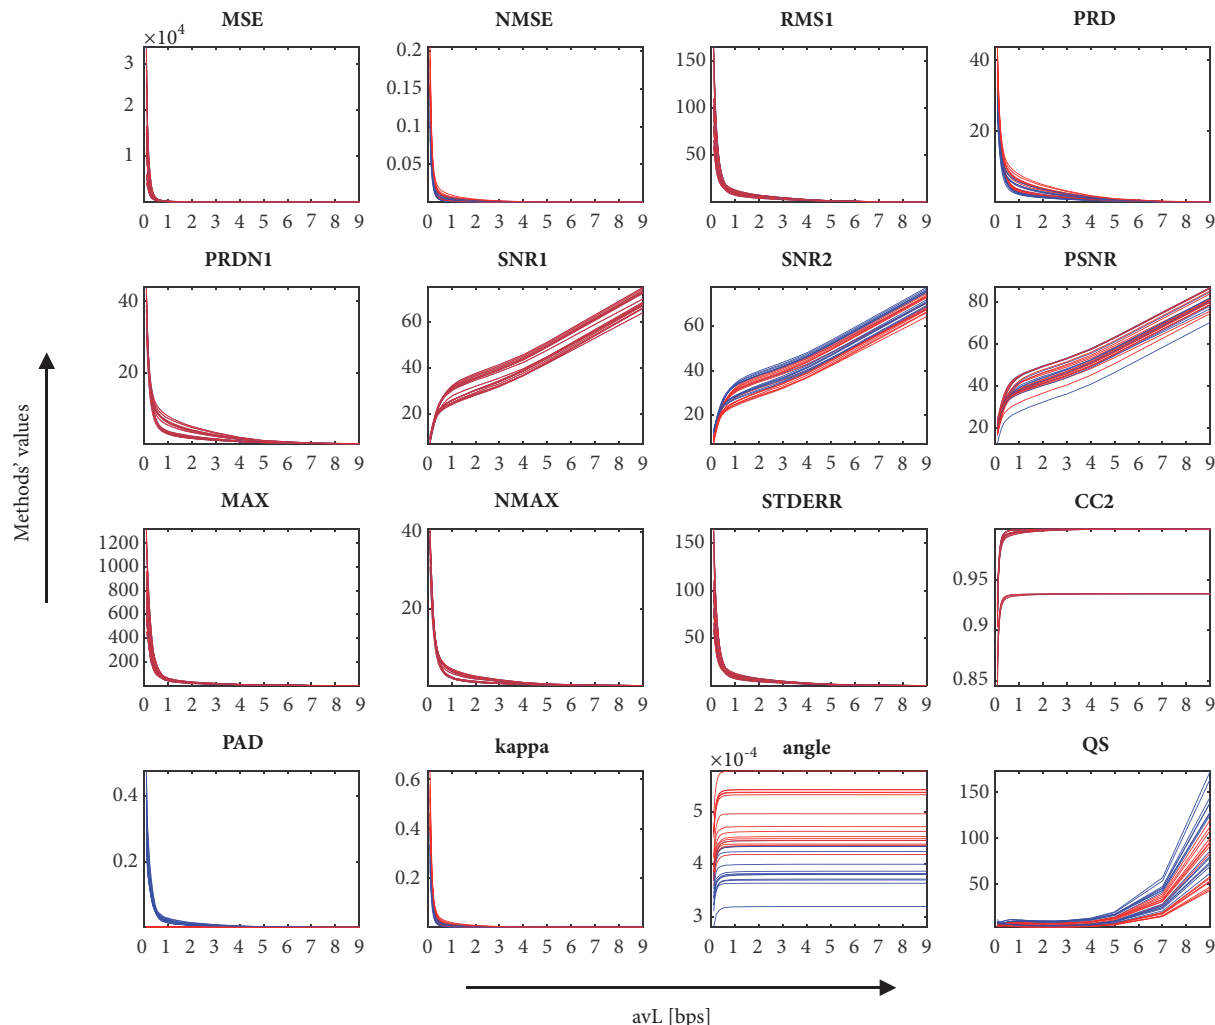 MSE
×10^4
3
2
1
0 1 2 3 4 5 6 7 8 9
NMSE
0.2
0.15
0.1
0.05
0 1 2 3 4 5 6 7 8 9
RMS1
150
100
50
0 1 2 3 4 5 6 7 8 9
PRD
40
20
0 1 2 3 4 5 6 7 8 9
PRDN1
40
20
0 1 2 3 4 5 6 7 8 9
SNR1
60
40
20
0 1 2 3 4 5 6 7 8 9
SNR2
60
40
20
0 1 2 3 4 5 6 7 8 9
PSNR
80
60
40
20
0 1 2 3 4 5 6 7 8 9
Methods' values
MAX
1200
1000
800
600
400
200
0 1 2 3 4 5 6 7 8 9
NMAX
40
20
0 1 2 3 4 5 6 7 8 9
STDERR
150
100
50
0 1 2 3 4 5 6 7 8 9
CC2
0.95
0.9
0.85
0 1 2 3 4 5 6 7 8 9
PAD
0.4
0.2
0 1 2 3 4 5 6 7 8 9
kappa
0.6
0.4
0.2
0 1 2 3 4 5 6 7 8 9
angle
×10^-4
5
4
3
0 1 2 3 4 5 6 7 8 9
QS
150
100
50
0 1 2 3 4 5 6 7 8 9
avL [bps]